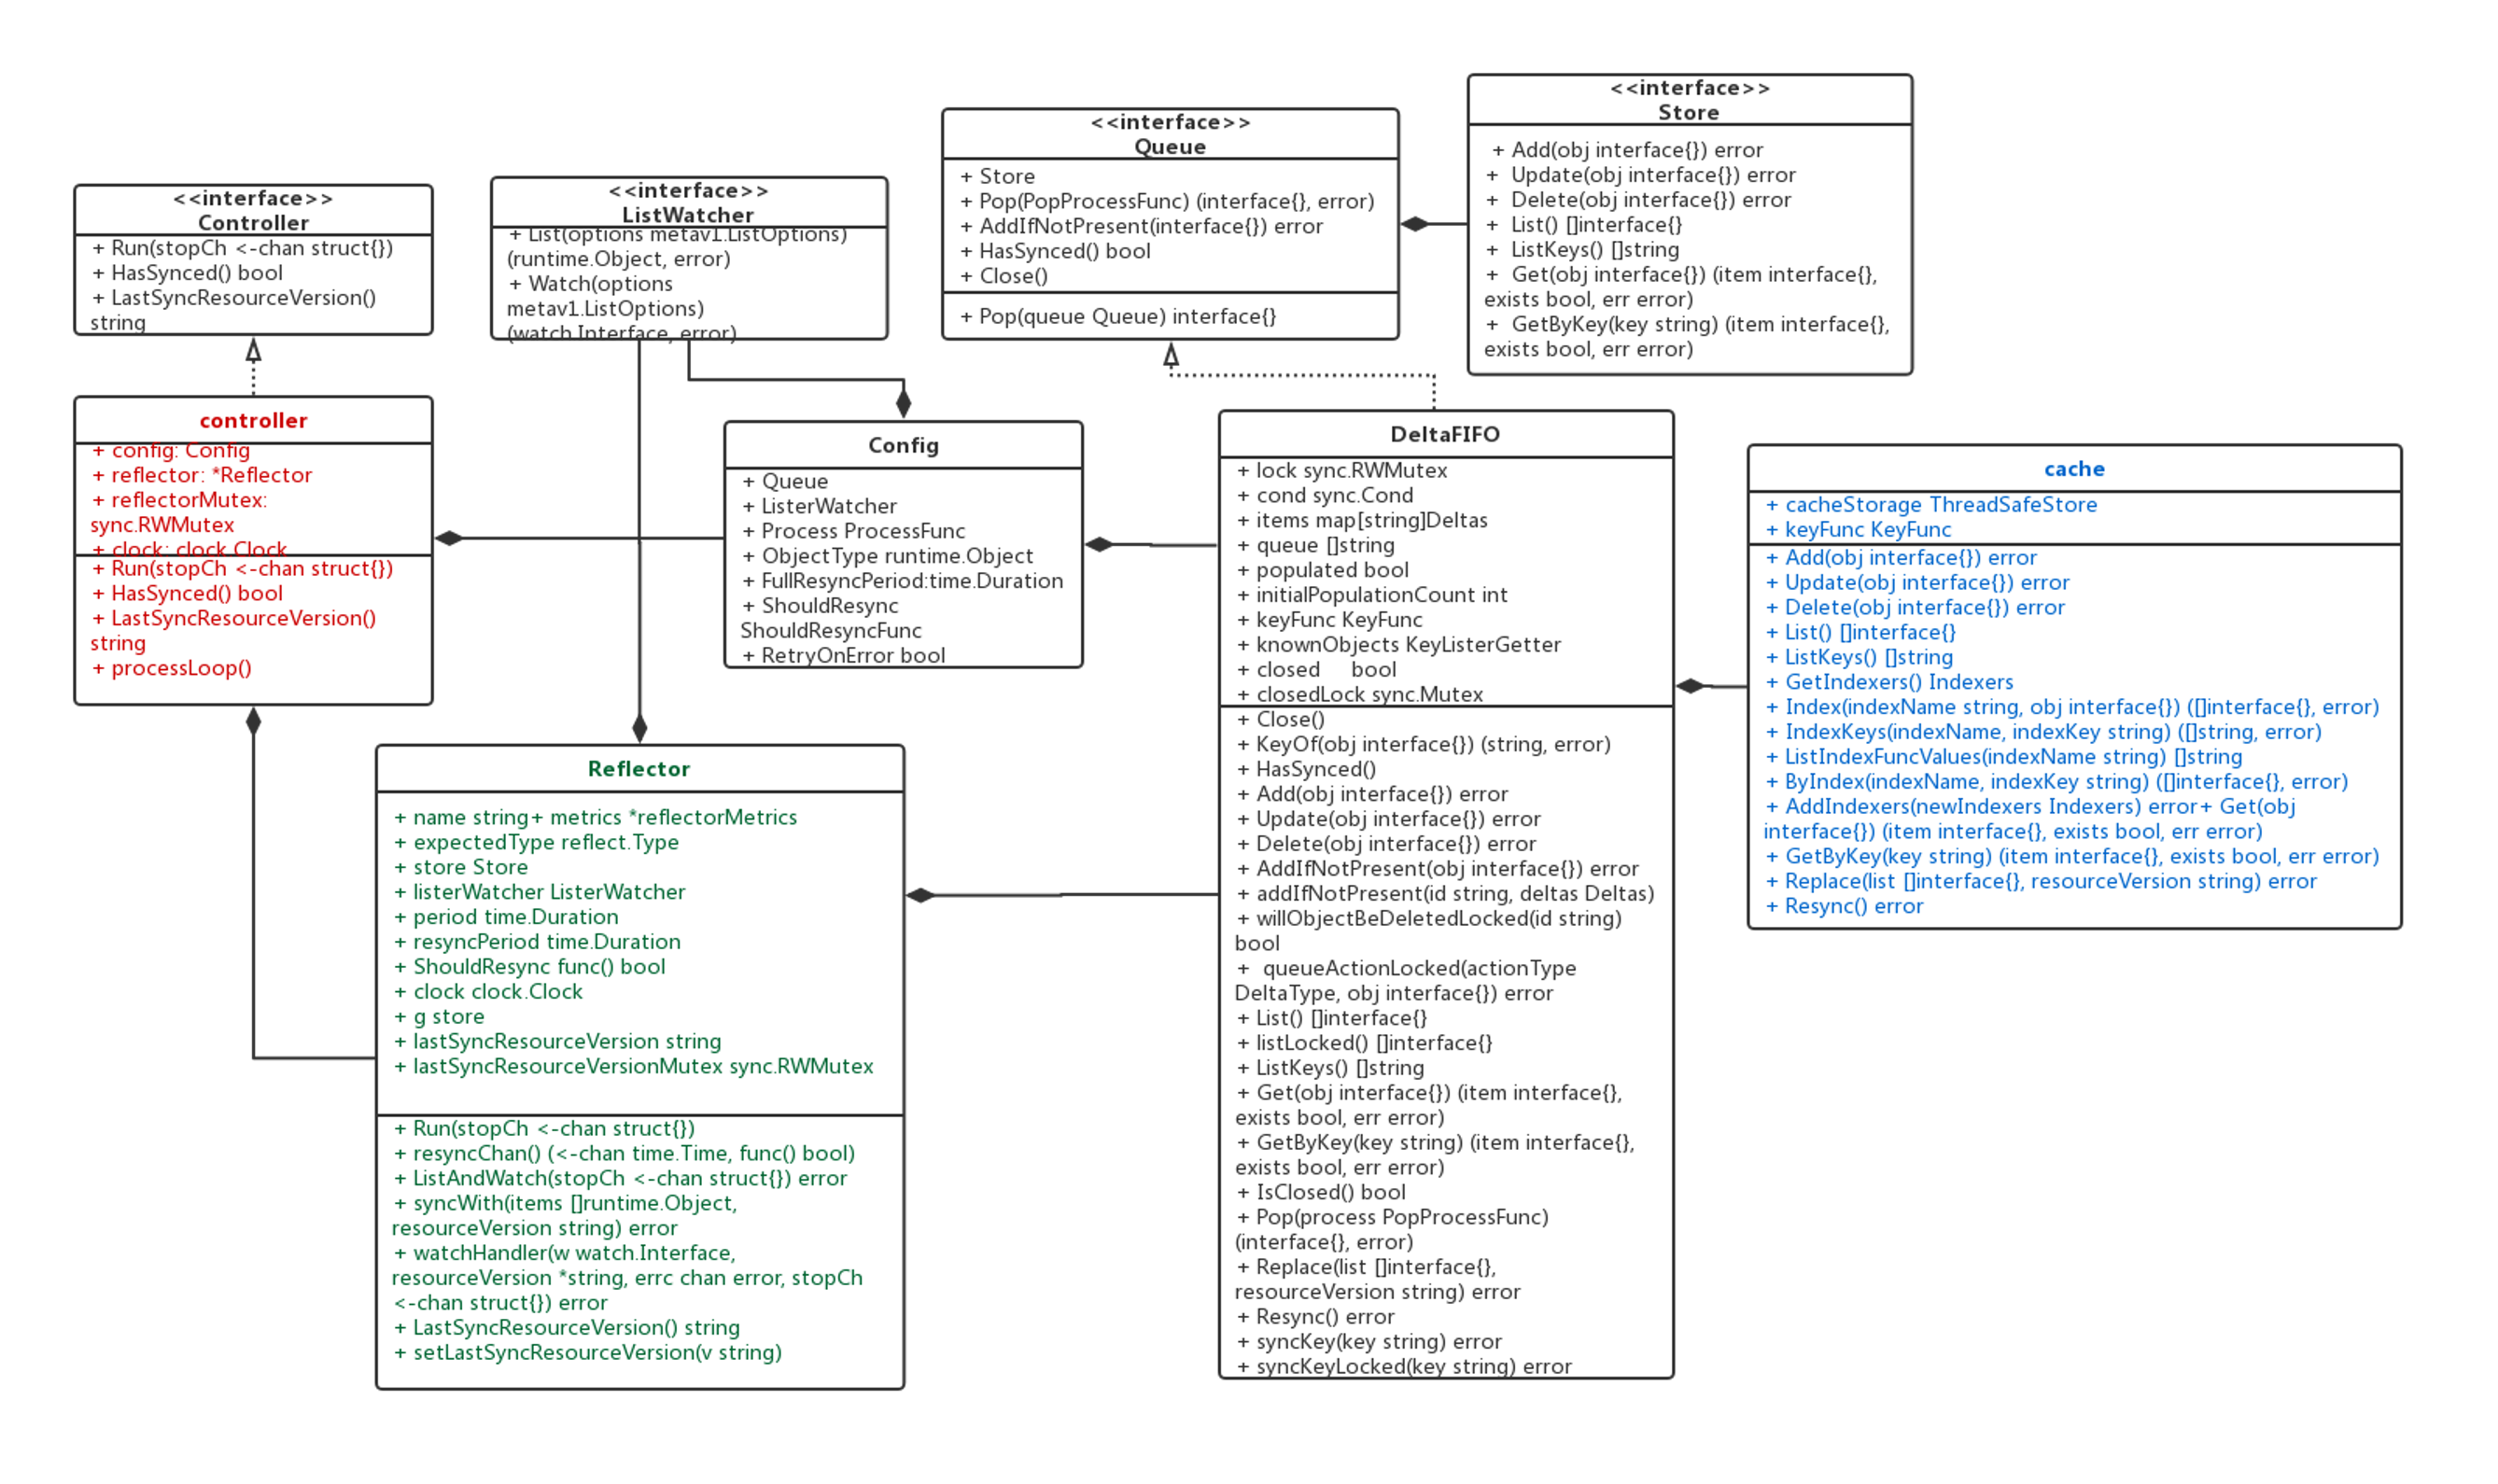 <<interface>>
Controller
+ Run(stopCh <-chan struct{})
+ HasSynced() bool
+ LastSyncResourceVersion()
string
<<interface>>
ListWatcher
+ List(options metav1.ListOptions)
(runtime.Object, error)
+ Watch(options
metav1.ListOptions)
(watch.Interface, error)
<<interface>>
Queue
+ Store
+ Pop(PopProcessFunc) (interface{}, error)
+ AddIfNotPresent(interface{}) error
+ HasSynced() bool
+ Close()
+ Pop(queue Queue) interface{}
<<interface>>
Store
+ Add(obj interface{}) error
+ Update(obj interface{}) error
+ Delete(obj interface{}) error
+ List() []interface{}
+ ListKeys() []string
+ Get(obj interface{}) (item interface{},
exists bool, err error)
+ GetByKey(key string) (item interface{},
exists bool, err error)
controller
+ config: Config
+ reflector: *Reflector
+ reflectorMutex:
sync.RWMutex
+ clock: clock.Clock
+ Run(stopCh <-chan struct{})
+ HasSynced() bool
+ LastSyncResourceVersion()
string
+ processLoop()
Config
+ Queue
+ ListerWatcher
+ Process ProcessFunc
+ ObjectType runtime.Object
+ FullResyncPeriod:time.Duration
+ ShouldResync
ShouldResyncFunc
+ RetryOnError bool
DeltaFIFO
+ lock sync.RWMutex
+ cond sync.Cond
+ items map[string]Deltas
+ queue []string
+ populated bool
+ initialPopulationCount int
+ keyFunc KeyFunc
+ knownObjects KeyListerGetter
+ closed     bool
+ closedLock sync.Mutex
+ Close()
+ KeyOf(obj interface{}) (string, error)
+ HasSynced()
+ Add(obj interface{}) error
+ Update(obj interface{}) error
+ Delete(obj interface{}) error
+ AddIfNotPresent(obj interface{}) error
+ addIfNotPresent(id string, deltas Deltas)
+ willObjectBeDeletedLocked(id string)
bool
+ queueActionLocked(actionType
DeltaType, obj interface{}) error
+ List() []interface{}
+ listLocked() []interface{}
+ ListKeys() []string
+ Get(obj interface{}) (item interface{},
exists bool, err error)
+ GetByKey(key string) (item interface{},
exists bool, err error)
+ IsClosed() bool
+ Pop(process PopProcessFunc)
(interface{}, error)
+ Replace(list []interface{},
resourceVersion string) error
+ Resync() error
+ syncKey(key string) error
+ syncKeyLocked(key string) error
cache
+ cacheStorage ThreadSafeStore
+ keyFunc KeyFunc
+ Add(obj interface{}) error
+ Update(obj interface{}) error
+ Delete(obj interface{}) error
+ List() []interface{}
+ ListKeys() []string
+ GetIndexers() Indexers
+ Index(indexName string, obj interface{}) ([]interface{}, error)
+ IndexKeys(indexName, indexKey string) ([]string, error)
+ ListIndexFuncValues(indexName string) []string
+ ByIndex(indexName, indexKey string) ([]interface{}, error)
+ AddIndexers(newIndexers Indexers) error+ Get(obj
interface{}) (item interface{}, exists bool, err error)
+ GetByKey(key string) (item interface{}, exists bool, err error)
+ Replace(list []interface{}, resourceVersion string) error
+ Resync() error
Reflector
+ name string+ metrics *reflectorMetrics
+ expectedType reflect.Type
+ store Store
+ listerWatcher ListerWatcher
+ period time.Duration
+ resyncPeriod time.Duration
+ ShouldResync func() bool
+ clock clock.Clock
+ g store
+ lastSyncResourceVersion string
+ lastSyncResourceVersionMutex sync.RWMutex
+ Run(stopCh <-chan struct{})
+ resyncChan() (<-chan time.Time, func() bool)
+ ListAndWatch(stopCh <-chan struct{}) error
+ syncWith(items []runtime.Object,
resourceVersion string) error
+ watchHandler(w watch.Interface,
resourceVersion *string, errc chan error, stopCh
<-chan struct{}) error
+ LastSyncResourceVersion() string
+ setLastSyncResourceVersion(v string)